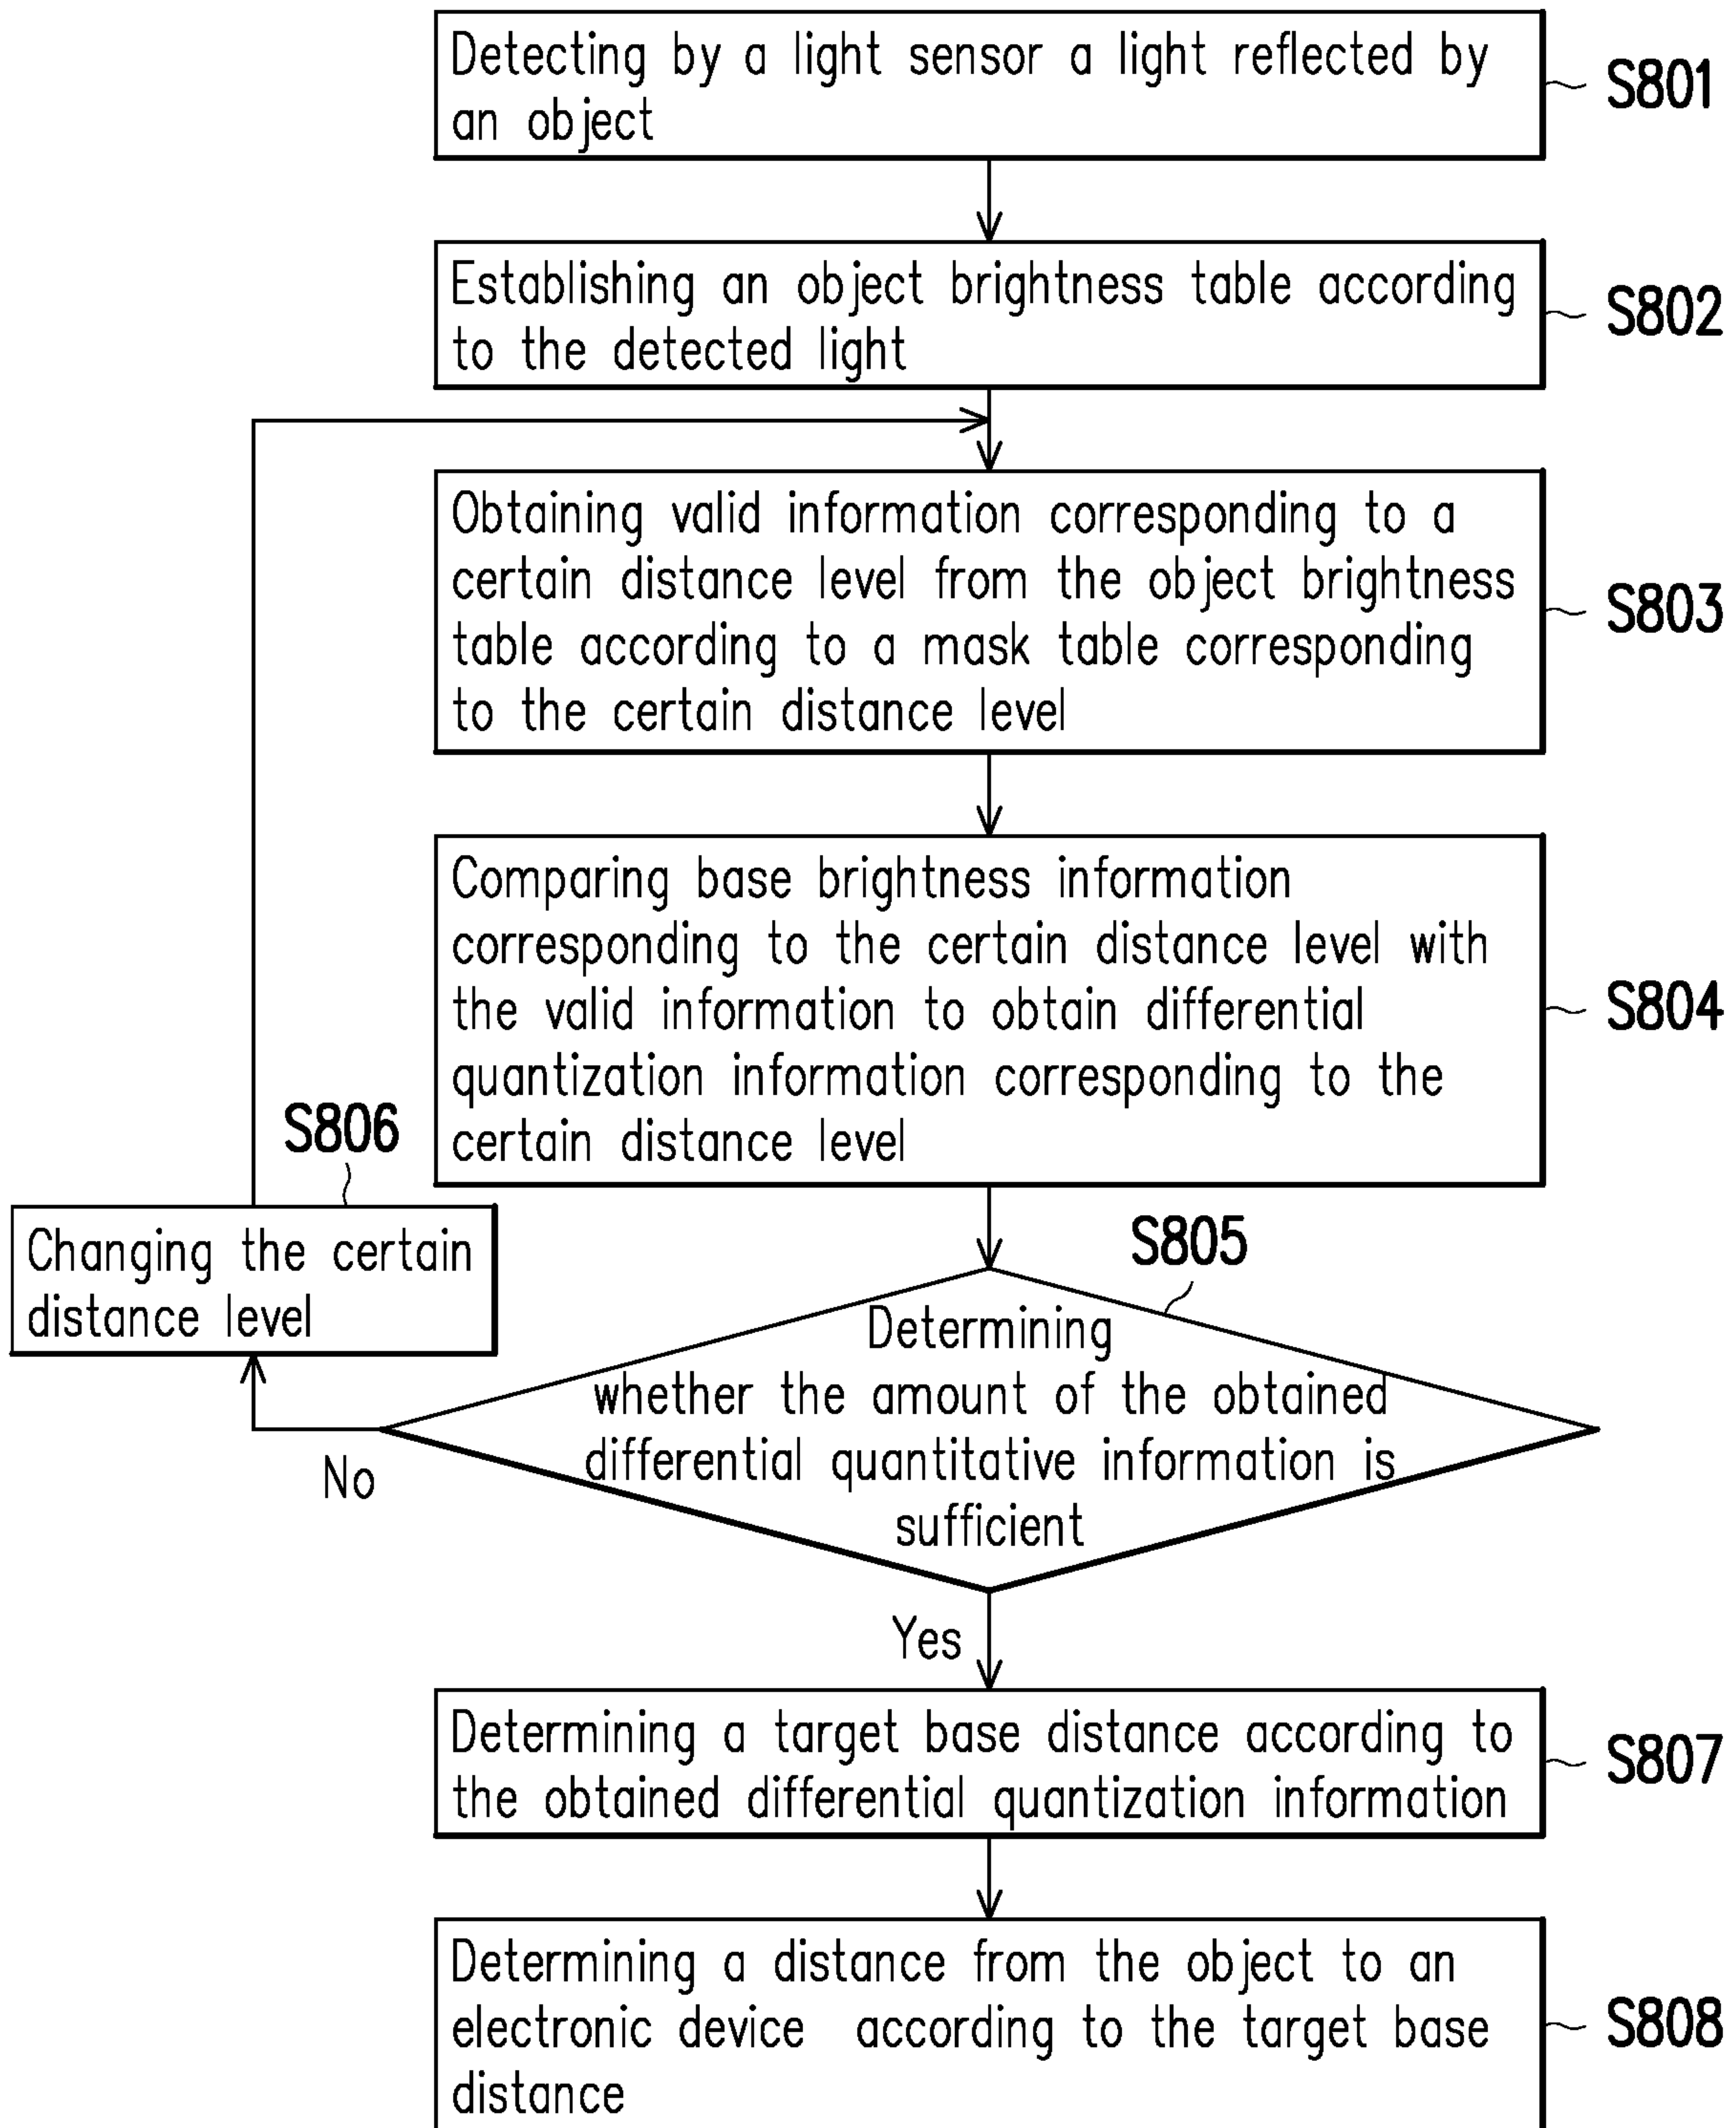 Detecting by a light sensor a light reflected by
an object
S801
Establishing an object brightness table according
to the detected light
S802
Obtaining valid information corresponding to a
certain distance level from the object brightness
table according to a mask table corresponding
to the certain distance level
S803
Comparing base brightness information
corresponding to the certain distance level with
the valid information to obtain differential
quantization information corresponding to the
certain distance level
S804
S806
Changing the certain
distance level
S805
Determining
whether the amount of the obtained
differential quantitative information is
sufficient
No
Yes
Determining a target base distance according to
the obtained differential quantization information
S807
Determining a distance from the object to an
electronic device according to the target base
distance
S808